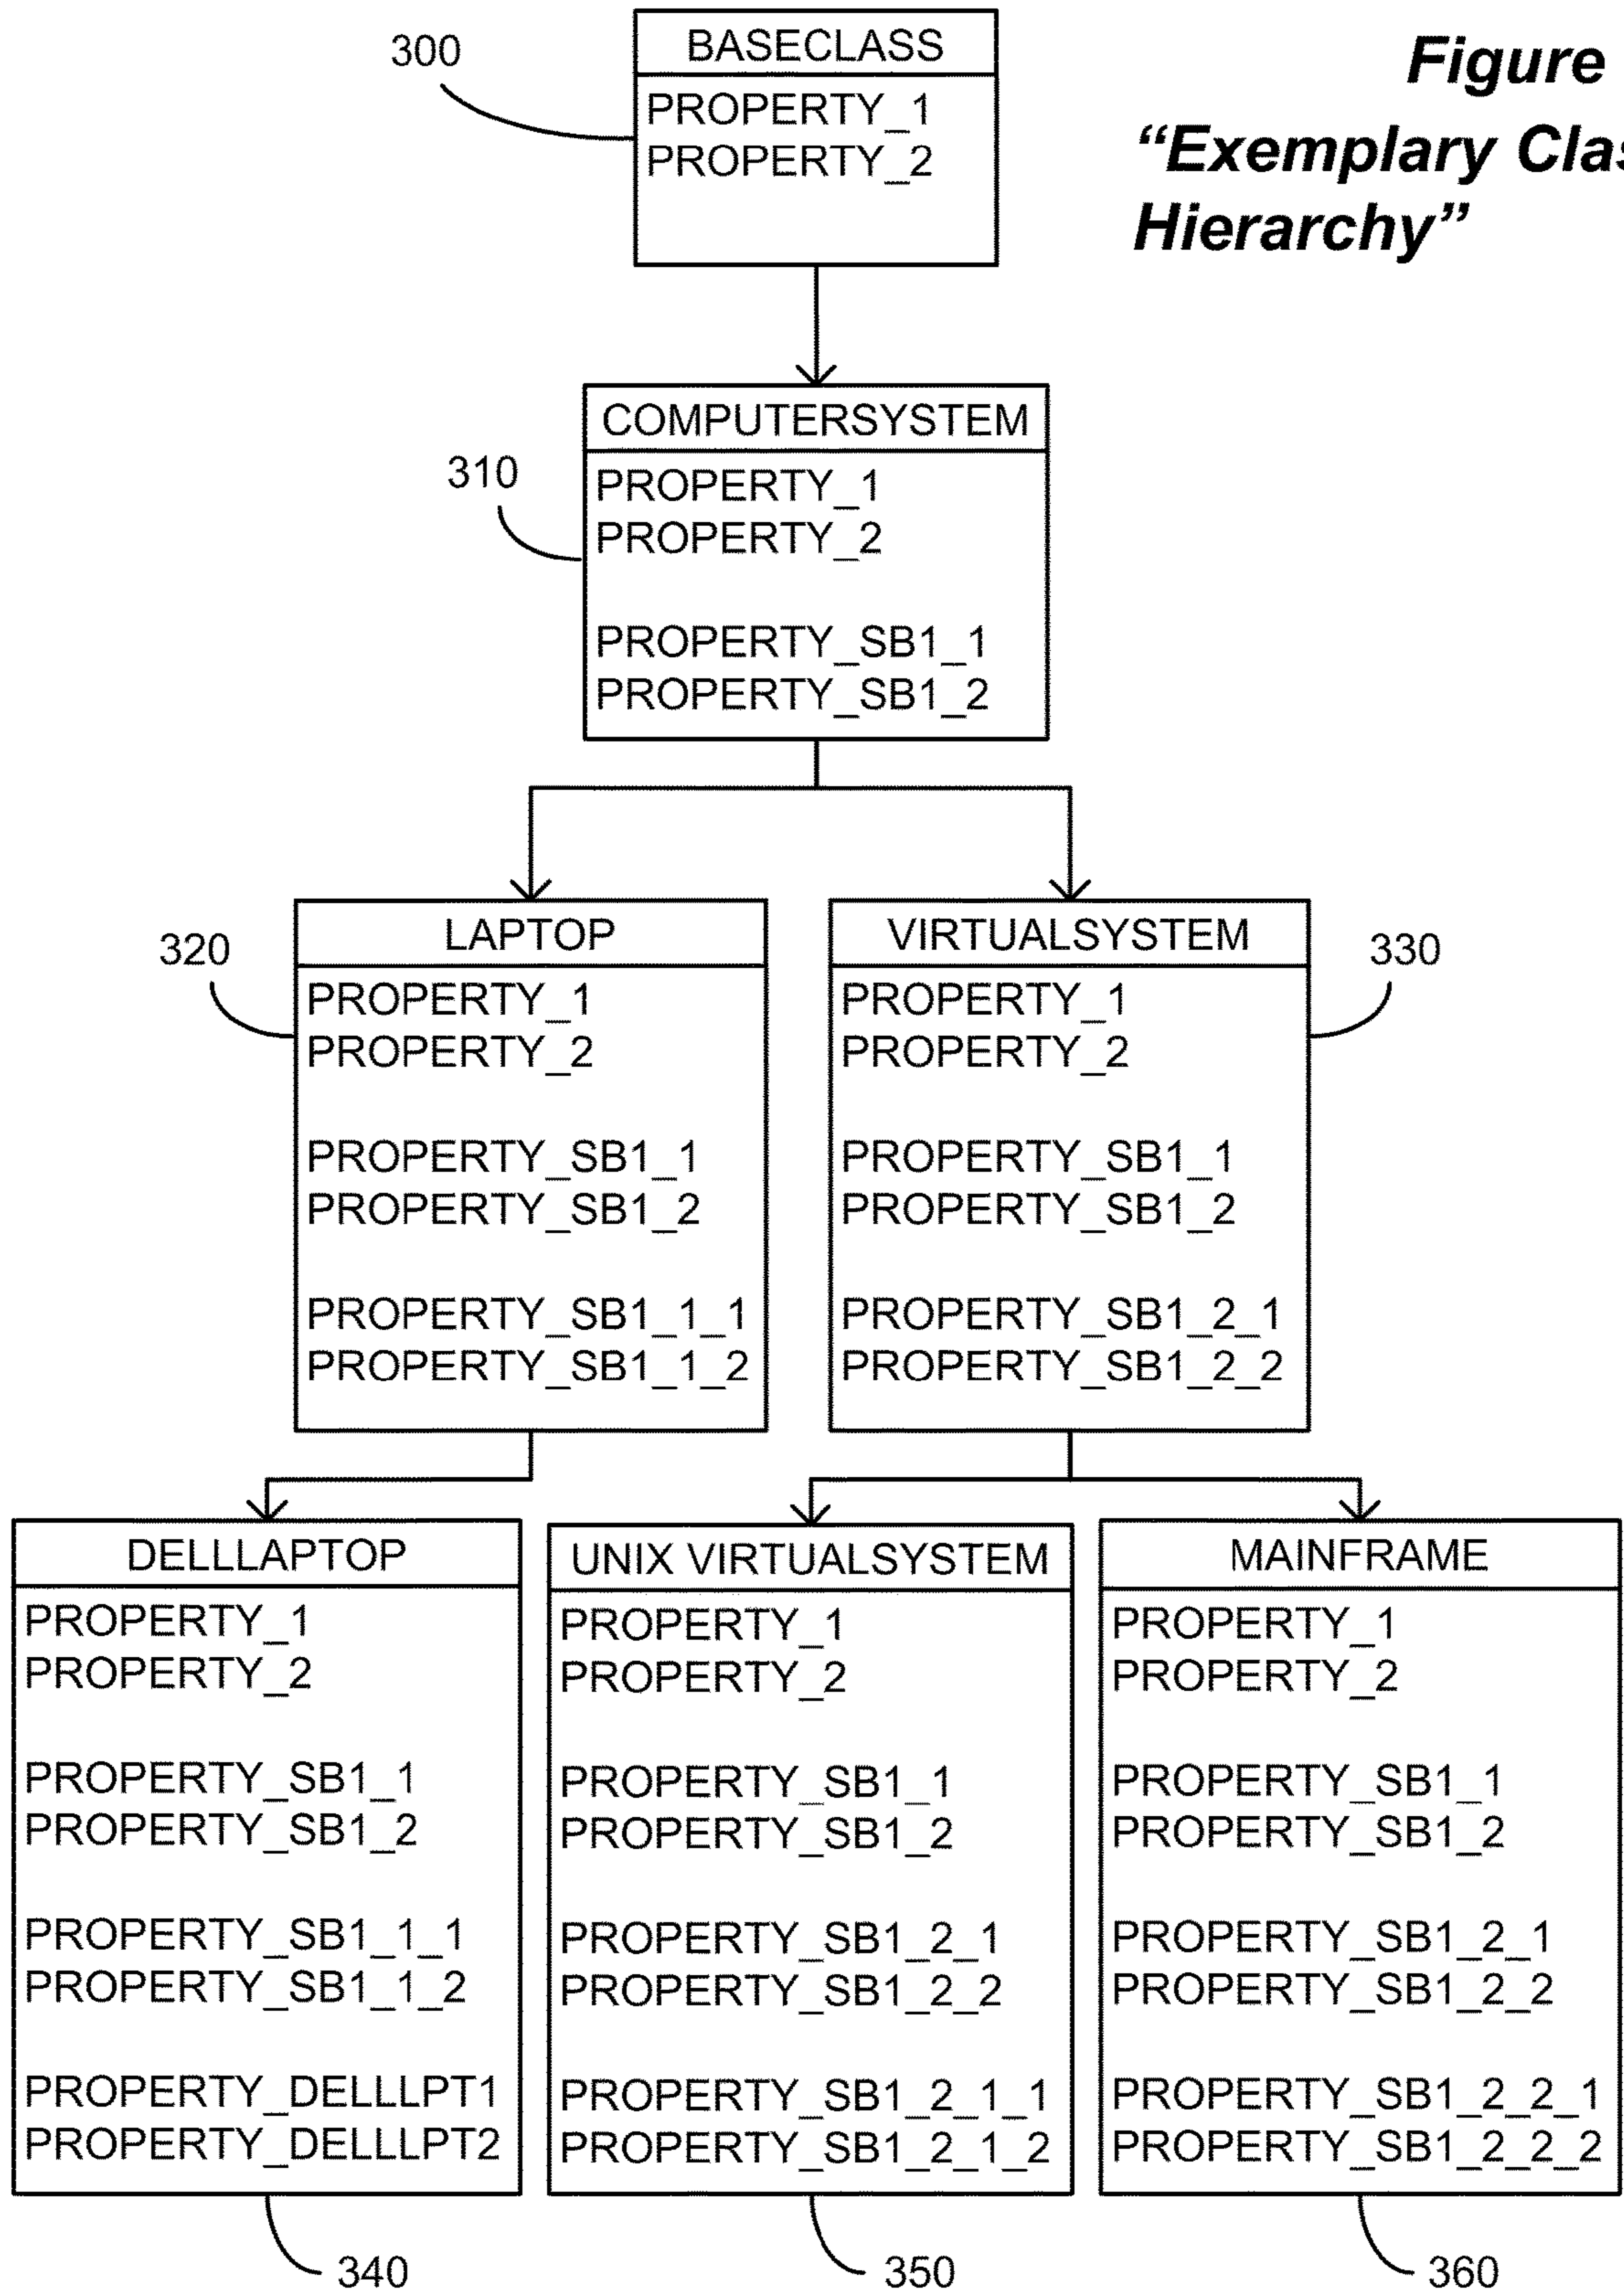 Figure
“Exemplary Clas
Hierarchy”
300
BASECLASS
PROPERTY_1
PROPERTY_2
310
COMPUTERSYSTEM
PROPERTY_1
PROPERTY_2
PROPERTY_SB1_1
PROPERTY_SB1_2
320
LAPTOP
PROPERTY_1
PROPERTY_2
PROPERTY_SB1_1
PROPERTY_SB1_2
PROPERTY_SB1_1_1
PROPERTY_SB1_1_2
VIRTUALSYSTEM
330
PROPERTY_1
PROPERTY_2
PROPERTY_SB1_1
PROPERTY_SB1_2
PROPERTY_SB1_2_1
PROPERTY_SB1_2_2
DELLLAPTOP
PROPERTY_1
PROPERTY_2
PROPERTY_SB1_1
PROPERTY_SB1_2
PROPERTY_SB1_1_1
PROPERTY_SB1_1_2
PROPERTY_DELLLPT1
PROPERTY_DELLLPT2
340
UNIX VIRTUALSYSTEM
PROPERTY_1
PROPERTY_2
PROPERTY_SB1_1
PROPERTY_SB1_2
PROPERTY_SB1_2_1
PROPERTY_SB1_2_2
PROPERTY_SB1_2_1_1
PROPERTY_SB1_2_1_2
350
MAINFRAME
PROPERTY_1
PROPERTY_2
PROPERTY_SB1_1
PROPERTY_SB1_2
PROPERTY_SB1_2_1
PROPERTY_SB1_2_2
PROPERTY_SB1_2_2_1
PROPERTY_SB1_2_2_2
360